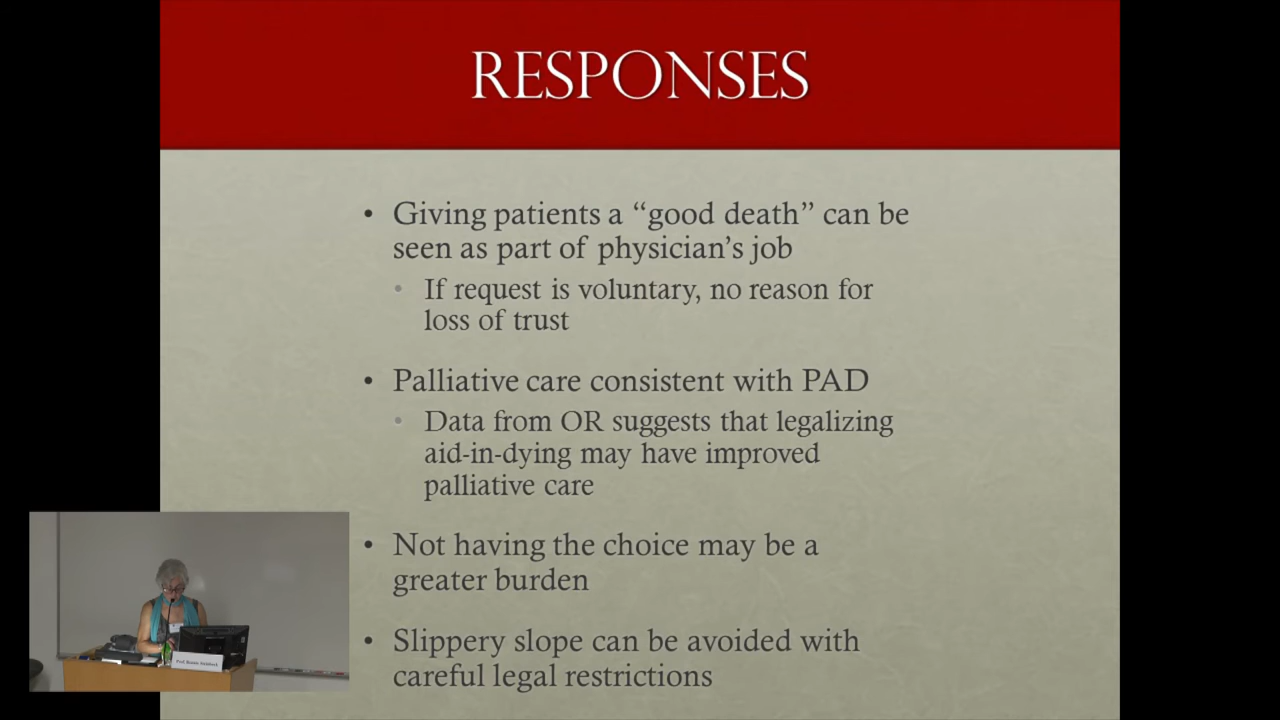 RESPONSES
• Giving patients a “good death” can be
seen as part of physician’s job
• If request is voluntary, no reason for
loss of trust
• Palliative care consistent with PAD
• Data from OR suggests that legalizing
aid-in-dying may have improved
palliative care
• Not having the choice may be a
greater burden
• Slippery slope can be avoided with
careful legal restrictions
Prof. Bonnie